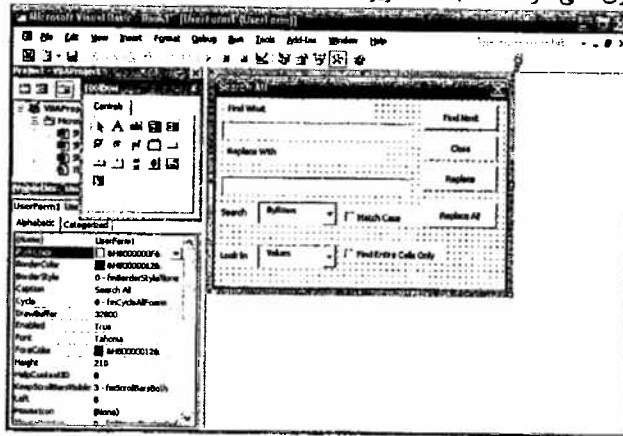 Microsoft Visual Basic - Book1 - [UserForm1 (UserForm)]
File Edit View Insert Format Debug Run Tools Add-Ins Window Help
Project - VBAProject
Toolbox
Controls
UserForm1
Alphabetic Categorized
(Name) UserForm1
BackColor &H8000000F&
BorderColor &H80000012&
BorderStyle 0 - fmBorderStyleNone
Caption Search All
Cycle 0 - fmCycleAllForms
DrawBuffer 32000
Enabled True
Font Tahoma
ForeColor &H80000012&
Height 210
HelpContextID 0
KeepScrollBarsVisible 3 - fmScrollBarsBoth
Left 0
MouseIcon (None)
Search All
Find What
Find Next
Close
Replace With
Replace
Search ByRows Match Case Replace All
Look In Values Find Entire Cells Only